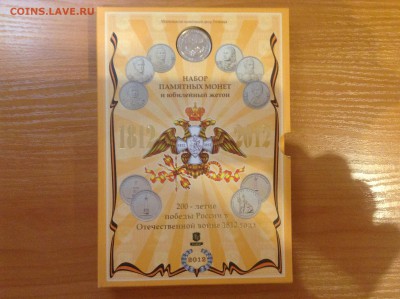 COINS.LAVE.RU
НАБОР
ПАМЯТНЫХ МОНЕТ
и юбилейный жетон
1812 2012
200 - летие
победы России в
Отечественной войне 1812 года
2012